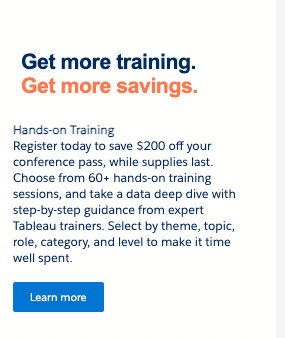 Get more training.
Get more savings.
Hands-on Training
Register today to save $200 off your
conference pass, while supplies last.
Choose from 60+ hands-on training
sessions, and take a data deep dive with
step-by-step guidance from expert
Tableau trainers. Select by theme, topic,
role, category, and level to make it time
well spent.
Learn more